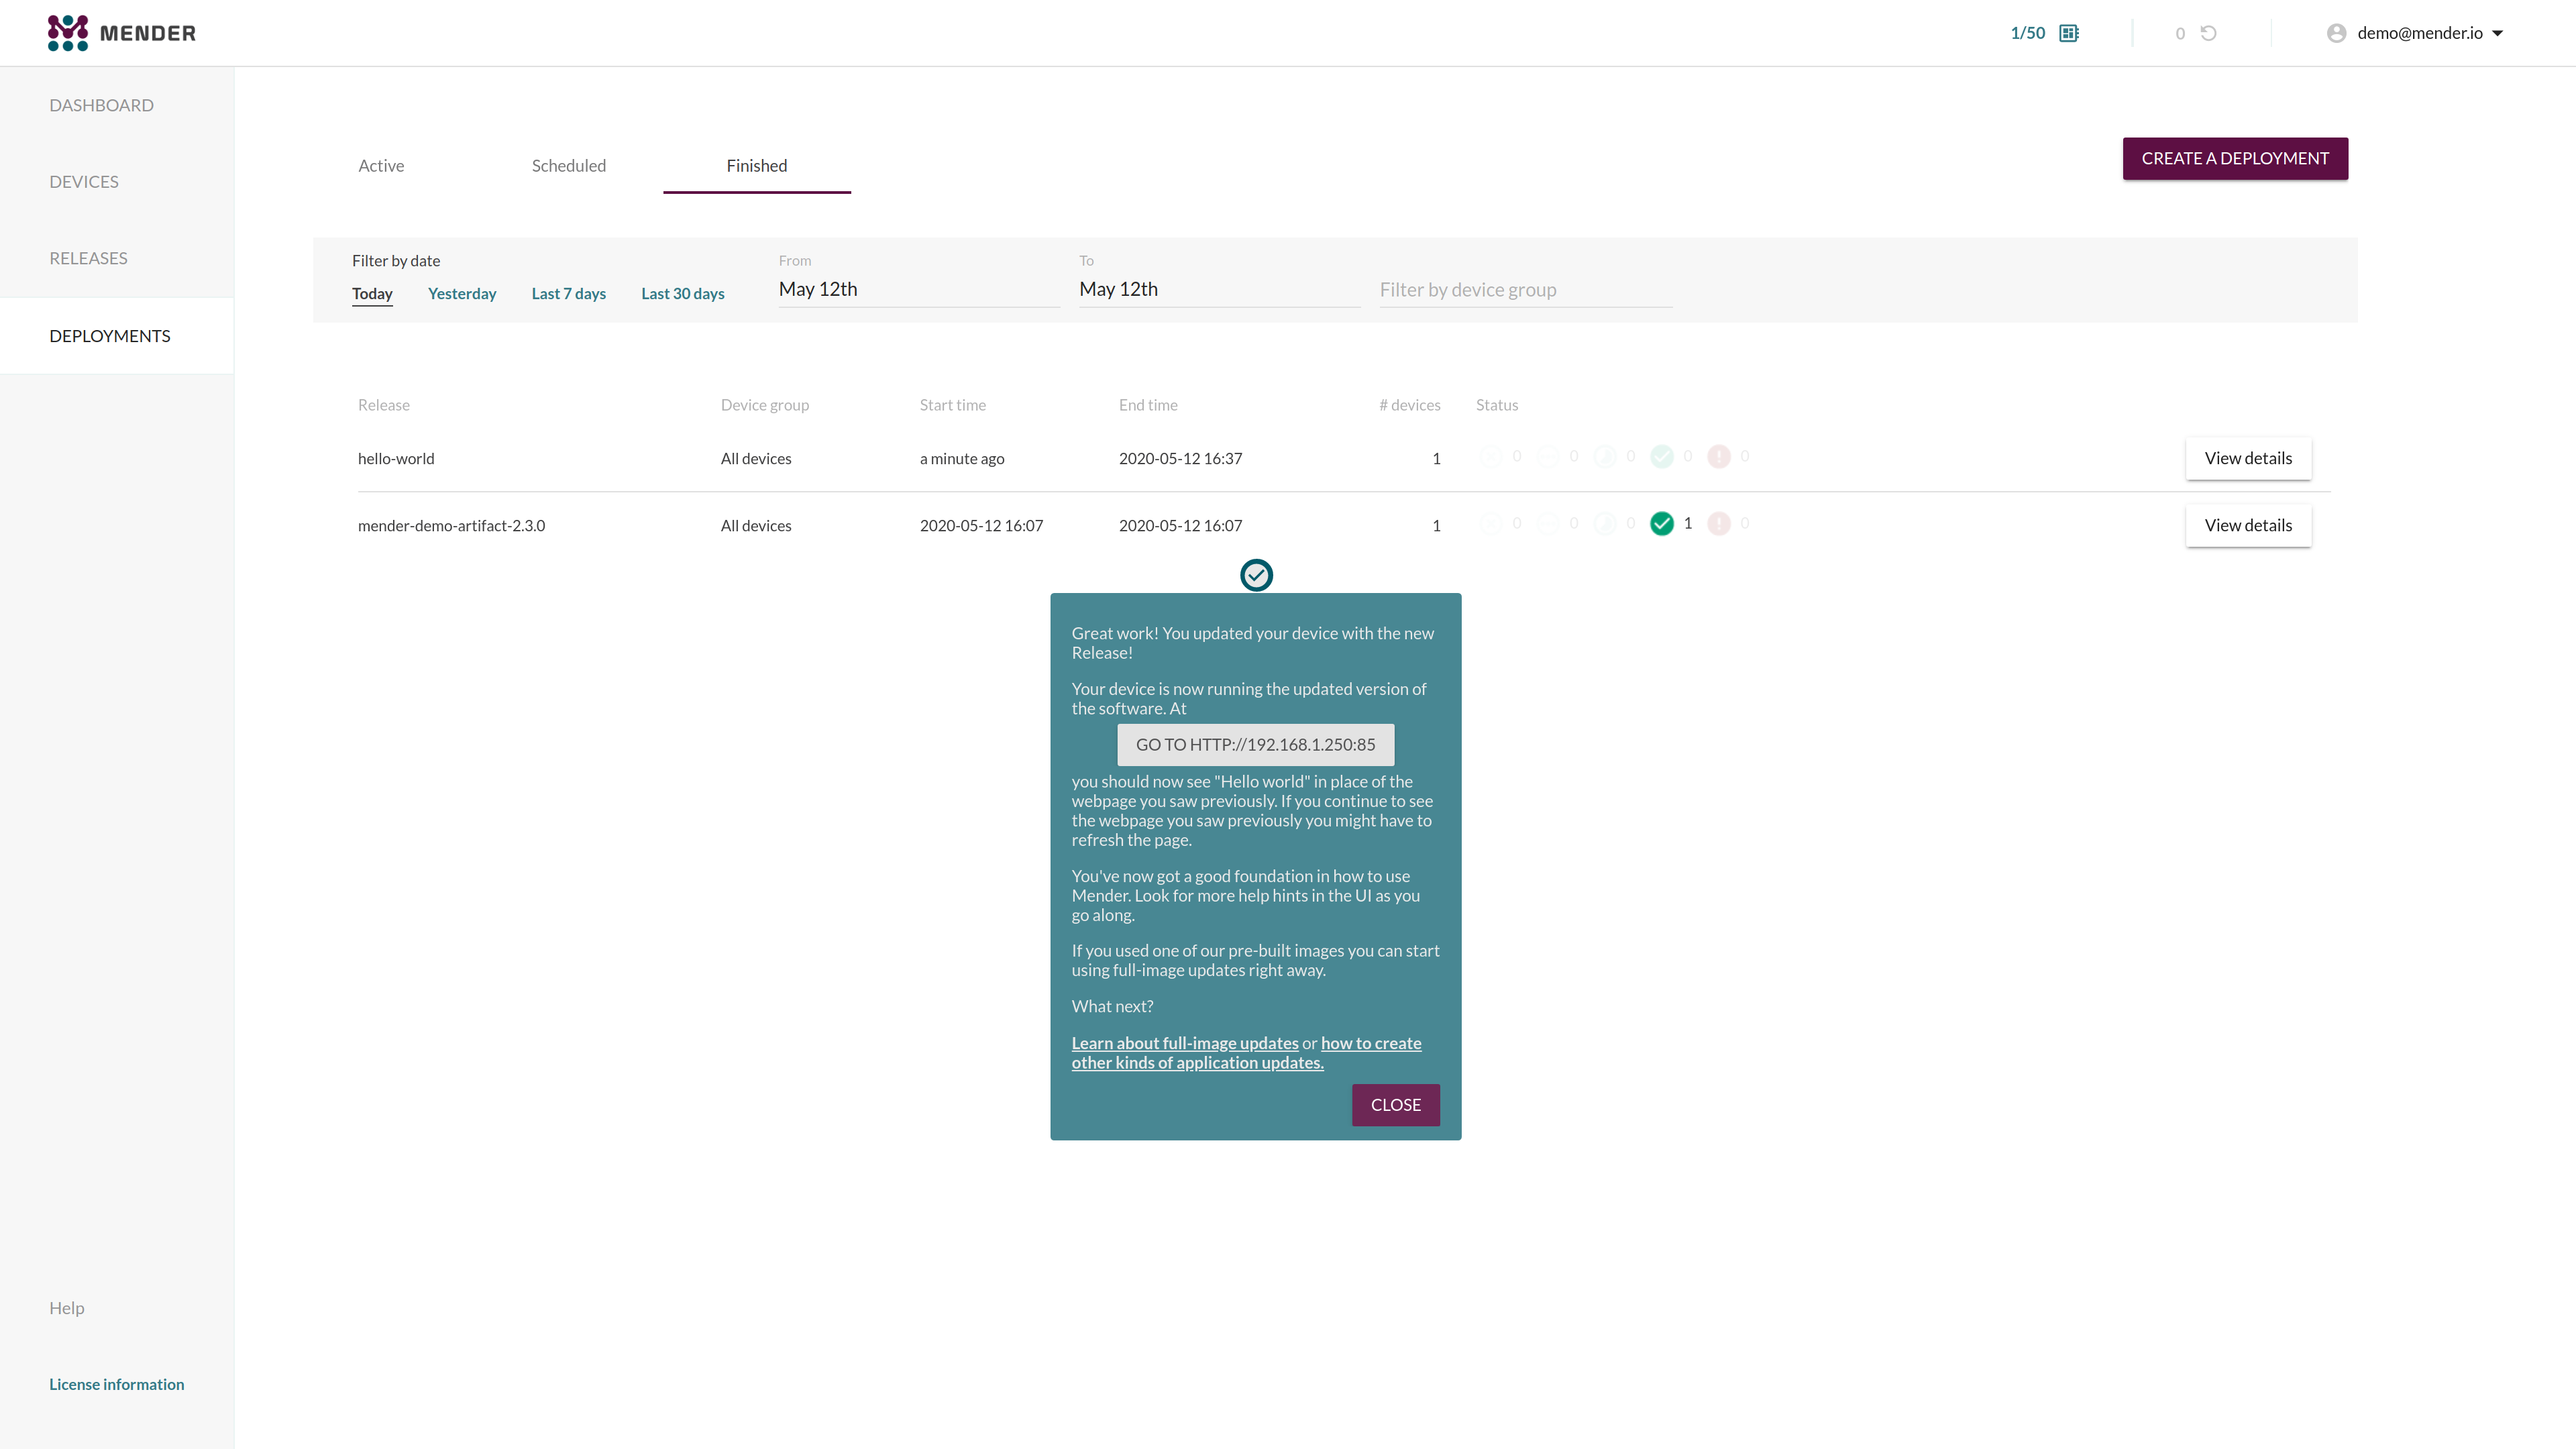 MENDER
1/50
0
demo@mender.io
DASHBOARD
DEVICES
RELEASES
DEPLOYMENTS
Active Scheduled Finished
CREATE A DEPLOYMENT
Filter by date
Today Yesterday Last 7 days Last 30 days
From
May 12th
To
May 12th
Filter by device group
Release Device group Start time End time # devices Status
hello-world All devices a minute ago 2020-05-12 16:37 1 0 0 0 0 0 View details
mender-demo-artifact-2.3.0 All devices 2020-05-12 16:07 2020-05-12 16:07 1 0 0 0 1 0 View details
Great work! You updated your device with the new
Release!
Your device is now running the updated version of
the software. At
GO TO HTTP://192.168.1.250:85
you should now see "Hello world" in place of the
webpage you saw previously. If you continue to see
the webpage you saw previously you might have to
refresh the page.
You've now got a good foundation in how to use
Mender. Look for more help hints in the UI as you
go along.
If you used one of our pre-built images you can start
using full-image updates right away.
What next?
Learn about full-image updates or how to create
other kinds of application updates.
CLOSE
Help
License information